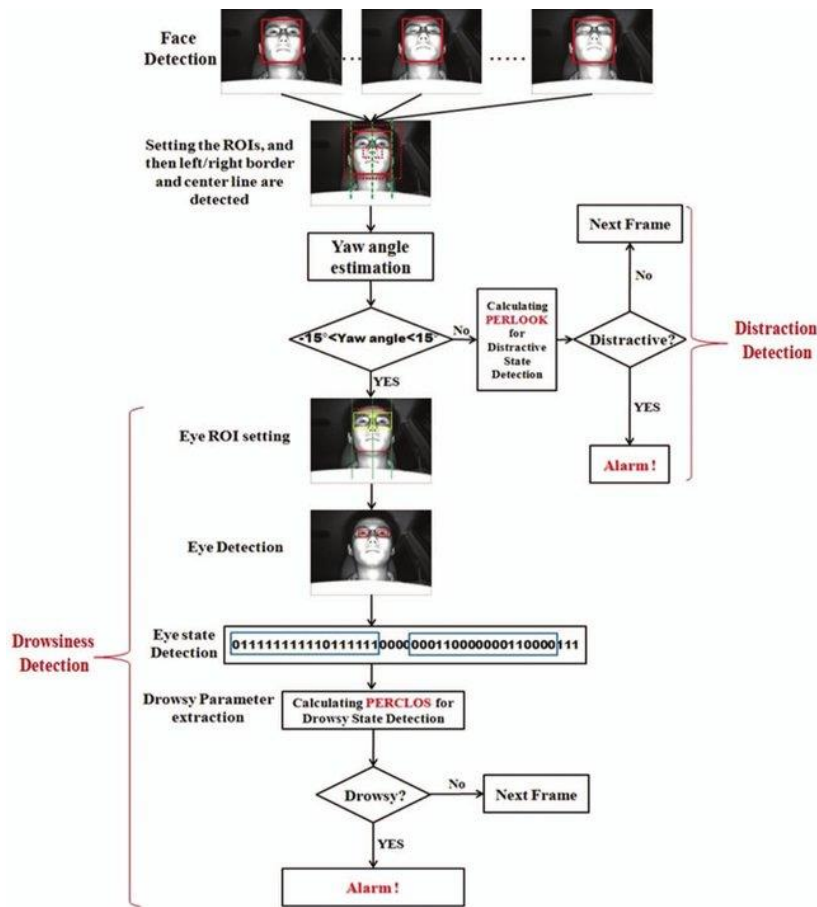 Face
Detection
Setting the ROIs, and
then left/right border
and center line are
detected
Yaw angle
estimation
-15°<Yaw angle<15°
No
YES
Calculating
PERLOOK
for
Distractive
State
Detection
Distractive?
No
Next Frame
YES
Alarm !
Distraction
Detection
Eye ROI setting
Eye Detection
Drowsiness
Detection
Eye state
Detection
0111111111101111110000000110000000110000111
Drowsy Parameter
extraction
Calculating PERCLOS for
Drowsy State Detection
Drowsy?
No
Next Frame
YES
Alarm !